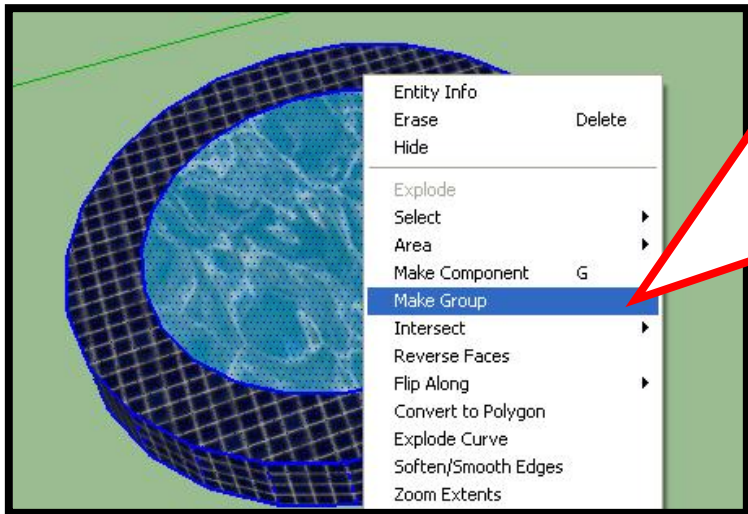 Entity Info
Erase Delete
Hide
Explode
Select
Area
Make Component G
Make Group
Intersect
Reverse Faces
Flip Along
Convert to Polygon
Explode Curve
Soften/Smooth Edges
Zoom Extents